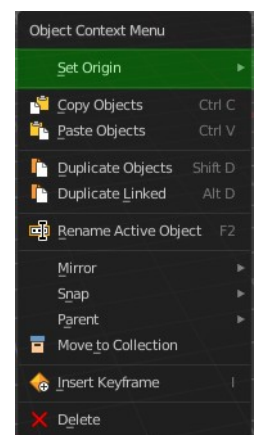 Object Context Menu
Set Origin
Copy Objects Ctrl C
Paste Objects Ctrl V
Duplicate Objects Shift D
Duplicate Linked Alt D
Rename Active Object F2
Mirror
Snap
Parent
Move to Collection
Insert Keyframe I
Delete